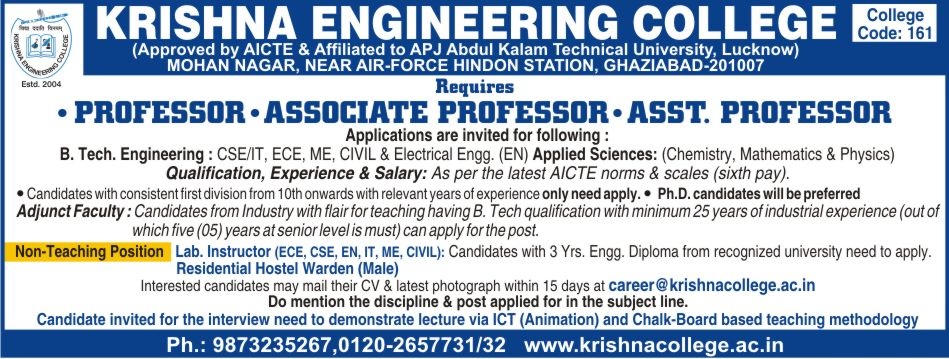 विद्या ददाति विनयम्
KRISHNA ENGINEERING COLLEGE
Estd. 2004
KRISHNA ENGINEERING COLLEGE
College
Code: 161
(Approved by AICTE & Affiliated to APJ Abdul Kalam Technical University, Lucknow)
MOHAN NAGAR, NEAR AIR-FORCE HINDON STATION, GHAZIABAD-201007
Requires
• PROFESSOR • ASSOCIATE PROFESSOR • ASST. PROFESSOR
Applications are invited for following :
B. Tech. Engineering : CSE/IT, ECE, ME, CIVIL & Electrical Engg. (EN) Applied Sciences: (Chemistry, Mathematics & Physics)
Qualification, Experience & Salary: As per the latest AICTE norms & scales (sixth pay).
• Candidates with consistent first division from 10th onwards with relevant years of experience only need apply. • Ph.D. candidates will be preferred
Adjunct Faculty : Candidates from Industry with flair for teaching having B. Tech qualification with minimum 25 years of industrial experience (out of
which five (05) years at senior level is must) can apply for the post.
Non-Teaching Position Lab. Instructor (ECE, CSE, EN, IT, ME, CIVIL): Candidates with 3 Yrs. Engg. Diploma from recognized university need to apply.
Residential Hostel Warden (Male)
Interested candidates may mail their CV & latest photograph within 15 days at career@krishnacollege.ac.in
Do mention the discipline & post applied for in the subject line.
Candidate invited for the interview need to demonstrate lecture via ICT (Animation) and Chalk-Board based teaching methodology
Ph.: 9873235267,0120-2657731/32 www.krishnacollege.ac.in